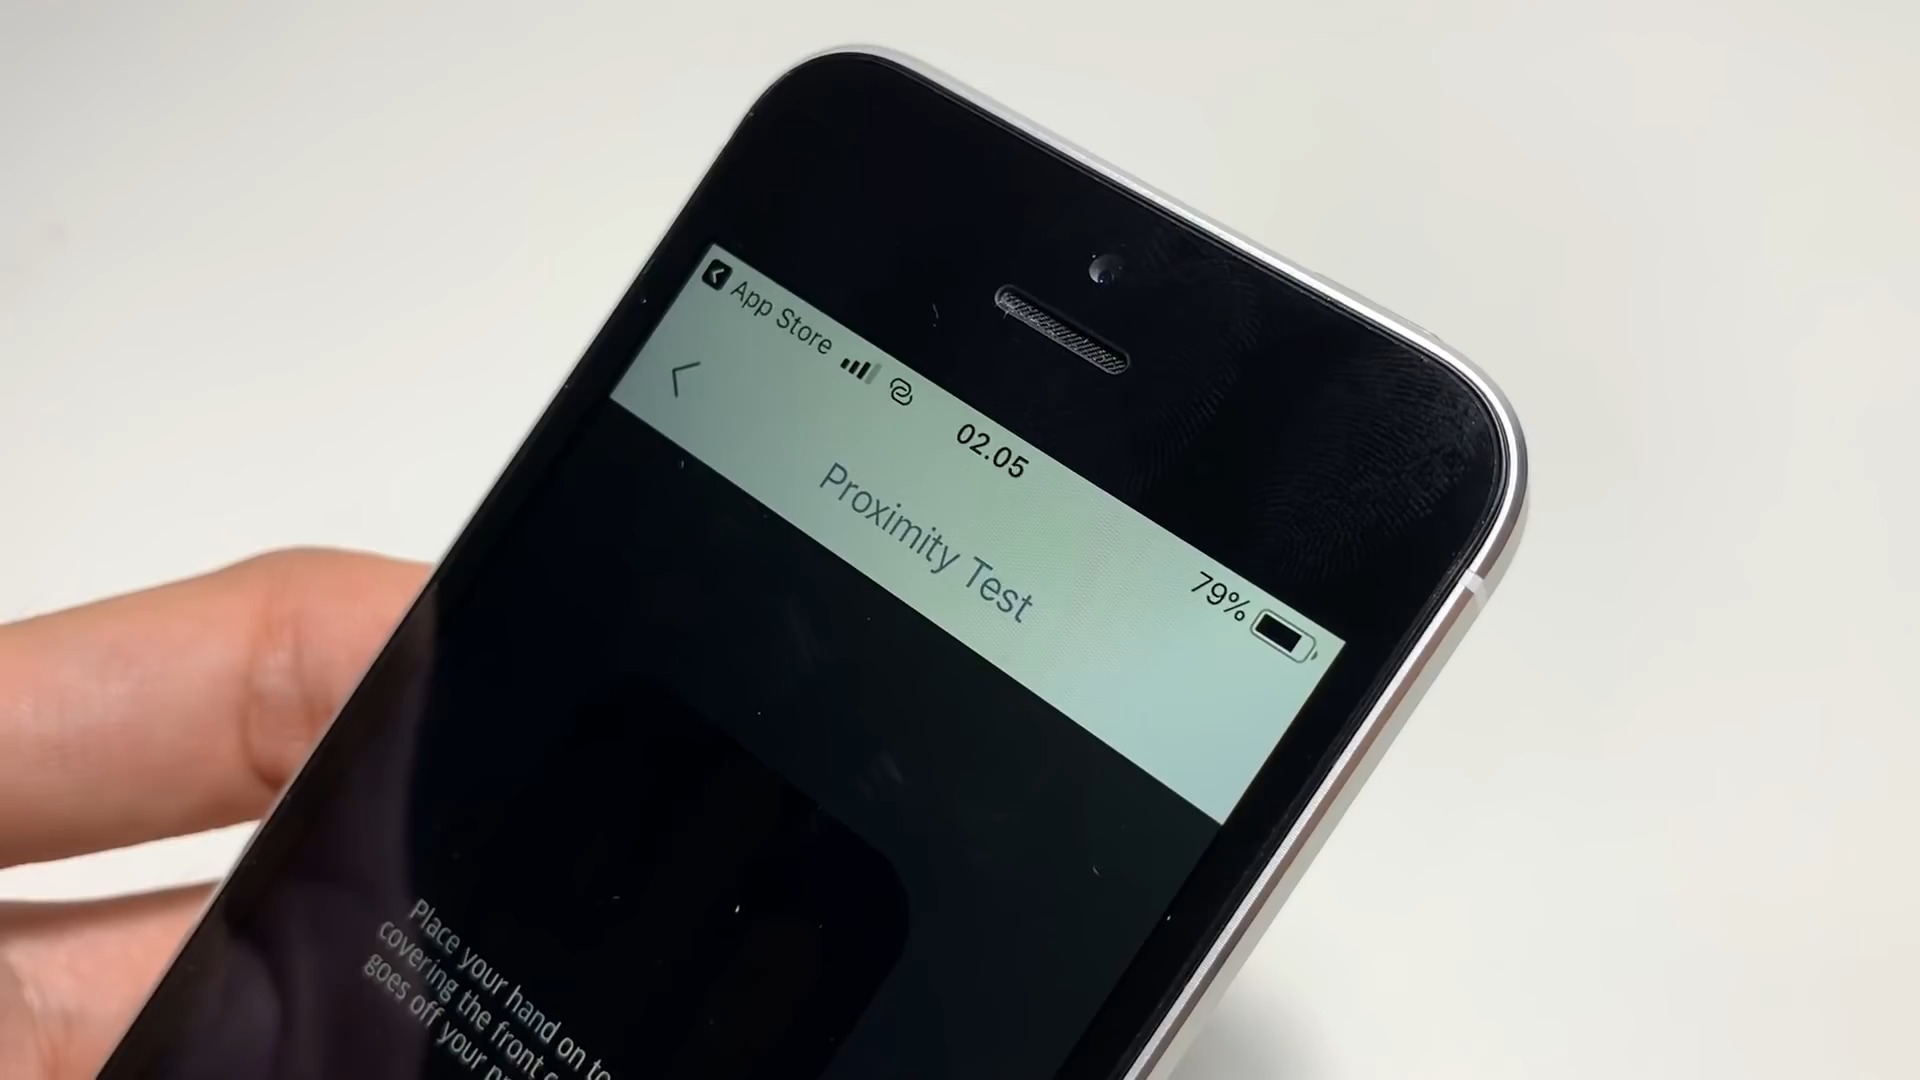 App Store
02.05
79%
Proximity Test
Place your hand on
covering the front
goes off your